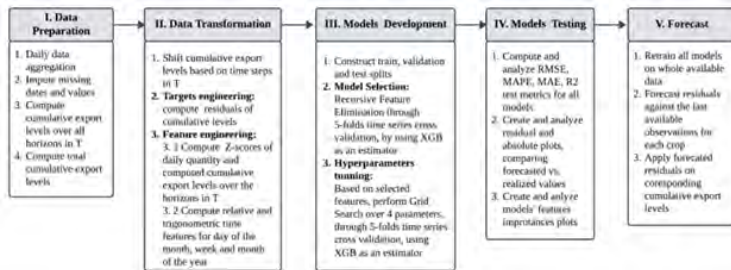 I. Data
Preparation
1. Daily data
aggregation
2. Impute missing
dates and values
3. Compute
cumulative export
levels over all
horizons in T
4. Compute total
cumulative export
levels
II. Data Transformation
1. Shift cumulative export
levels based on time steps
in T
2. Targets engineering:
compute residuals of
cumulative levels
3. Feature engineering:
3. 1 Compute Z-scores of
daily quantity and
computed cumulative
export levels over the
horizons in T
3. 2 Compute relative and
trigonometric time
features for day of the
month, week and month
of the year
III. Models Development
1. Construct train, validation
and test splits
2. Model Selection:
Recursive Feature
Elimination through
5-folds time series cross
validation, by using XGB
as an estimator
3. Hyperparameters
tunning:
Based on selected
features, perform Grid
Search over 4 parameters,
through 5-folds time series
cross validation, using
XGB as an estimator
IV. Models Testing
1. Compute and
analyze RMSE,
MAPE, MAE, R2
test metrics for all
models
2. Create and analyze
residual and
absolute plots,
comparing
forecasted vs.
realized values
3. Create and anlyze
models' features
improtances plots
V. Forecast
1. Retrain all models
on whole available
data
2. Forecast residuals
against the last
available
observations for
each crop
3. Apply forecasted
residuals on
coresponding
cumulative export
levels